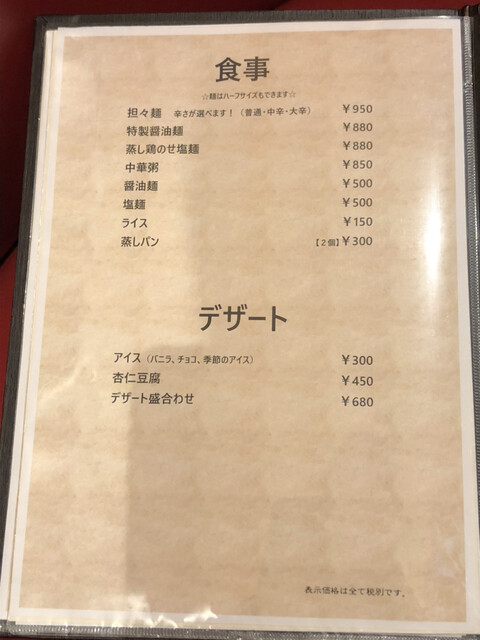 食事
☆麺はハーフサイズもできます☆
担々麺 辛さが選べます！（普通・中辛・大辛） ￥950
特製醤油麺 ￥880
蒸し鶏のせ塩麺 ￥880
中華粥 ￥850
醤油麺 ￥500
塩麺 ￥500
ライス ￥150
蒸しパン 【２個】￥300
デザート
アイス（バニラ、チョコ、季節のアイス） ￥300
杏仁豆腐 ￥450
デザート盛合わせ ￥680
表示価格は全て税別です。